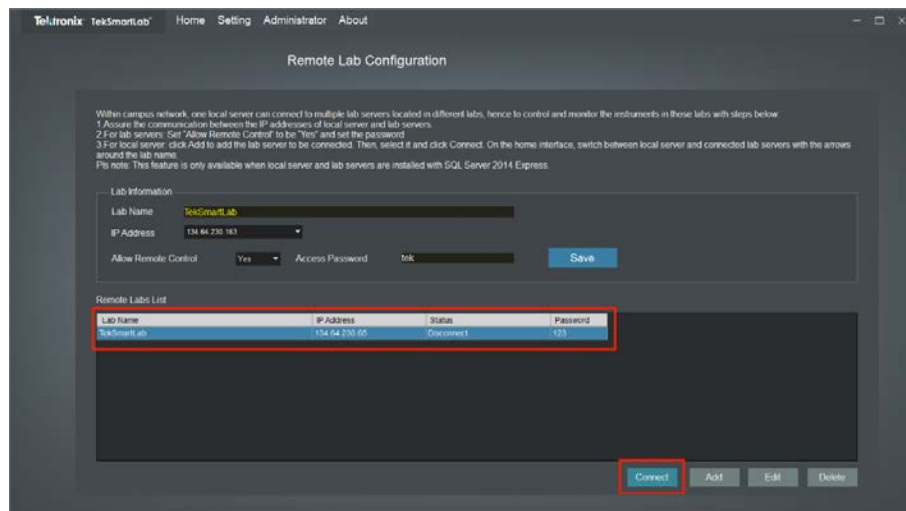 Tektronix TekSmartLab™ Home Setting Administrator About
Remote Lab Configuration
Within campus network, one local server can connect to multiple lab servers located in different labs, hence to control and monitor the instruments in those labs with steps below:
1.Assure the communication between the IP addresses of local server and lab servers.
2.For lab servers: Set "Allow Remote Control" to be "Yes" and set the password
3.For local server: click Add to add the lab server to be connected. Then, select it and click Connect. On the home interface, switch between local server and connected lab servers with the arrows
around the lab name.
Pls note: This feature is only available when local server and lab servers are installed with SQL Server 2014 Express.
Lab Information
Lab Name TekSmartLab
IP Address 134.64.230.163
Allow Remote Control Yes Access Password tek Save
Remote Labs List
Lab Name IP Address Status Password
TekSmartLab 134.64.230.65 Disconnect 123
Connect Add Edit Delete